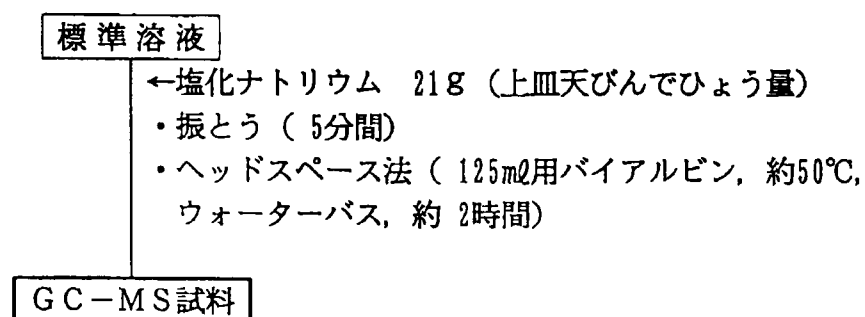 標準溶液
←塩化ナトリウム 21g (上皿天びんでひょう量)
・振とう ( 5分間)
・ヘッドスペース法 ( 125mℓ用バイアルビン, 約50℃,
ウォーターバス, 約 2時間)
GC－MS試料